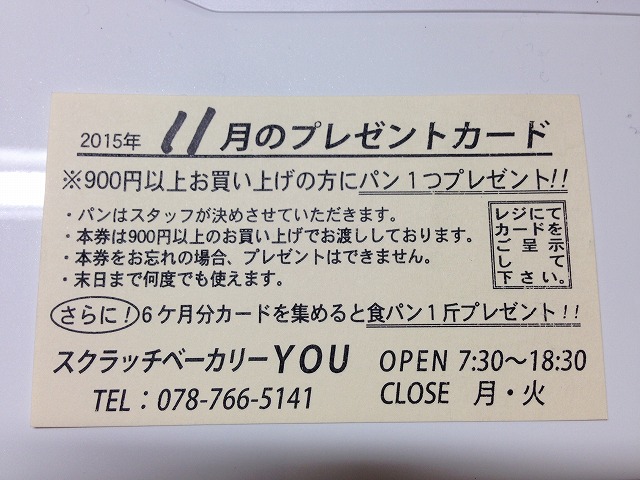 2015年 11月のプレゼントカード
※900円以上お買い上げの方にパン1つプレゼント!!
・パンはスタッフが決めさせていただきます。
・本券は900円以上のお買い上げでお渡ししております。
・本券をお忘れの場合、プレゼントはできません。
・末日まで何度でも使えます。
レジにて
カードを
ご呈示
して
下さい。
さらに! 6ケ月分カードを集めると食パン1斤プレゼント!!
スクラッチベーカリーYOU OPEN 7:30〜18:30
TEL：078-766-5141 CLOSE 月・火